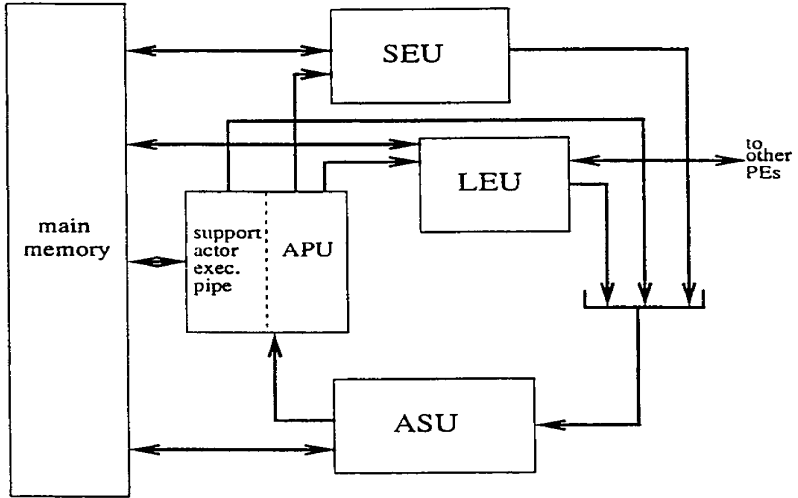 SEU
to
other
PEs
LEU
main
memory
support
actor
exec.
pipe
APU
ASU